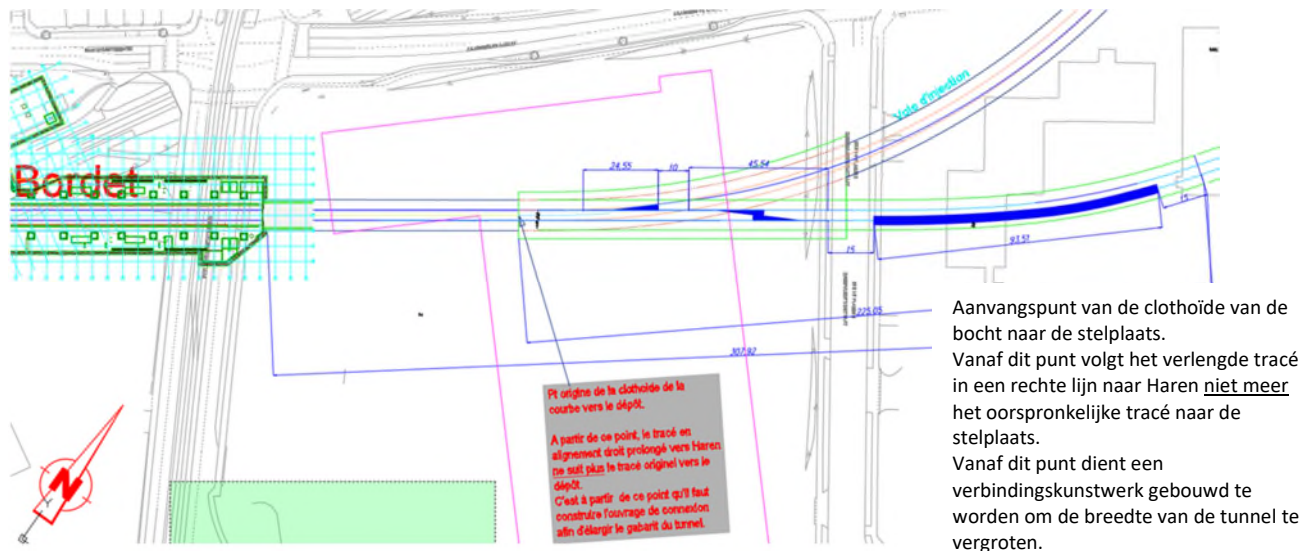 Bordet
Voie d'injection
24,55
10
45,54
15
93,51
15
225,05
307,92
N
Pt origine de la clothoïde de la
courbe vers le dépôt.
A partir de ce point, le tracé en
alignement droit prolongé vers Haren
ne suit plus le tracé originel vers le
dépôt.
C'est à partir de ce point qu'il faut
construire l'ouvrage de connexion
afin d'élargir le gabarit du tunnel.
Aanvangspunt van de clothoïde van de
bocht naar de stelplaats.
Vanaf dit punt volgt het verlengde tracé
in een rechte lijn naar Haren niet meer
het oorspronkelijke tracé naar de
stelplaats.
Vanaf dit punt dient een
verbindingskunstwerk gebouwd te
worden om de breedte van de tunnel te
vergroten.